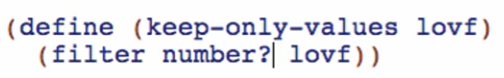 (define (keep-only-values lovf)
(filter number? lovf))